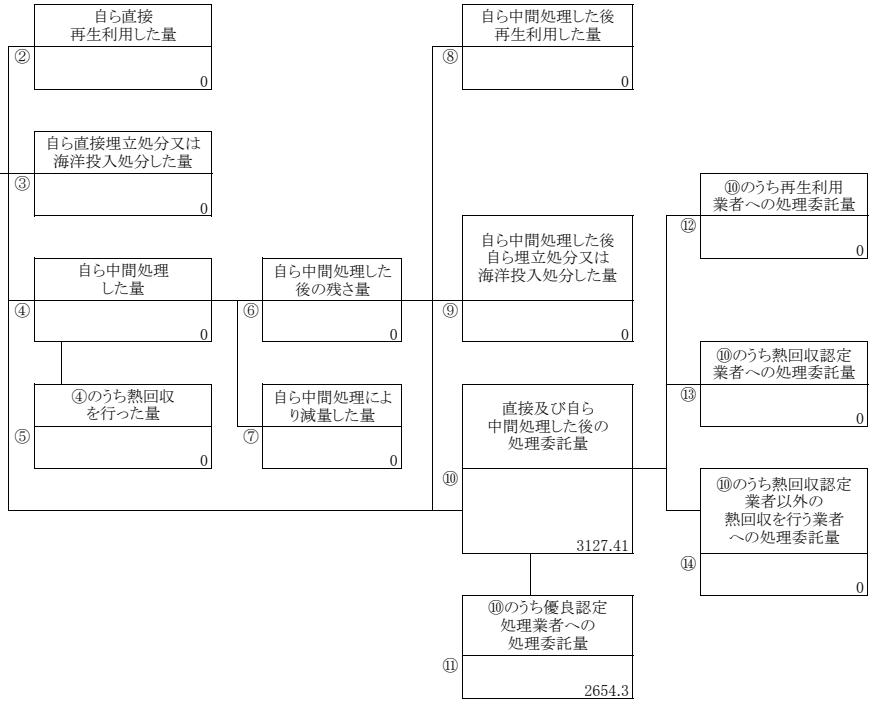 自ら直接
再生利用した量
②
0
自ら直接埋立処分又は
海洋投入処分した量
③
0
自ら中間処理
した量
④
0
④のうち熱回収
を行った量
⑤
0
自ら中間処理した
後の残さ量
⑥
0
自ら中間処理によ
り減量した量
⑦
0
自ら中間処理した後
再生利用した量
⑧
0
自ら中間処理した後
自ら埋立処分又は
海洋投入処分した量
⑨
0
直接及び自ら
中間処理した後の
処理委託量
⑩
3127.41
⑩のうち優良認定
処理業者への
処理委託量
⑪
2654.3
⑩のうち再生利用
業者への処理委託量
⑫
0
⑩のうち熱回収認定
業者への処理委託量
⑬
0
⑩のうち熱回収認定
業者以外の
熱回収を行う業者
への処理委託量
⑭
0